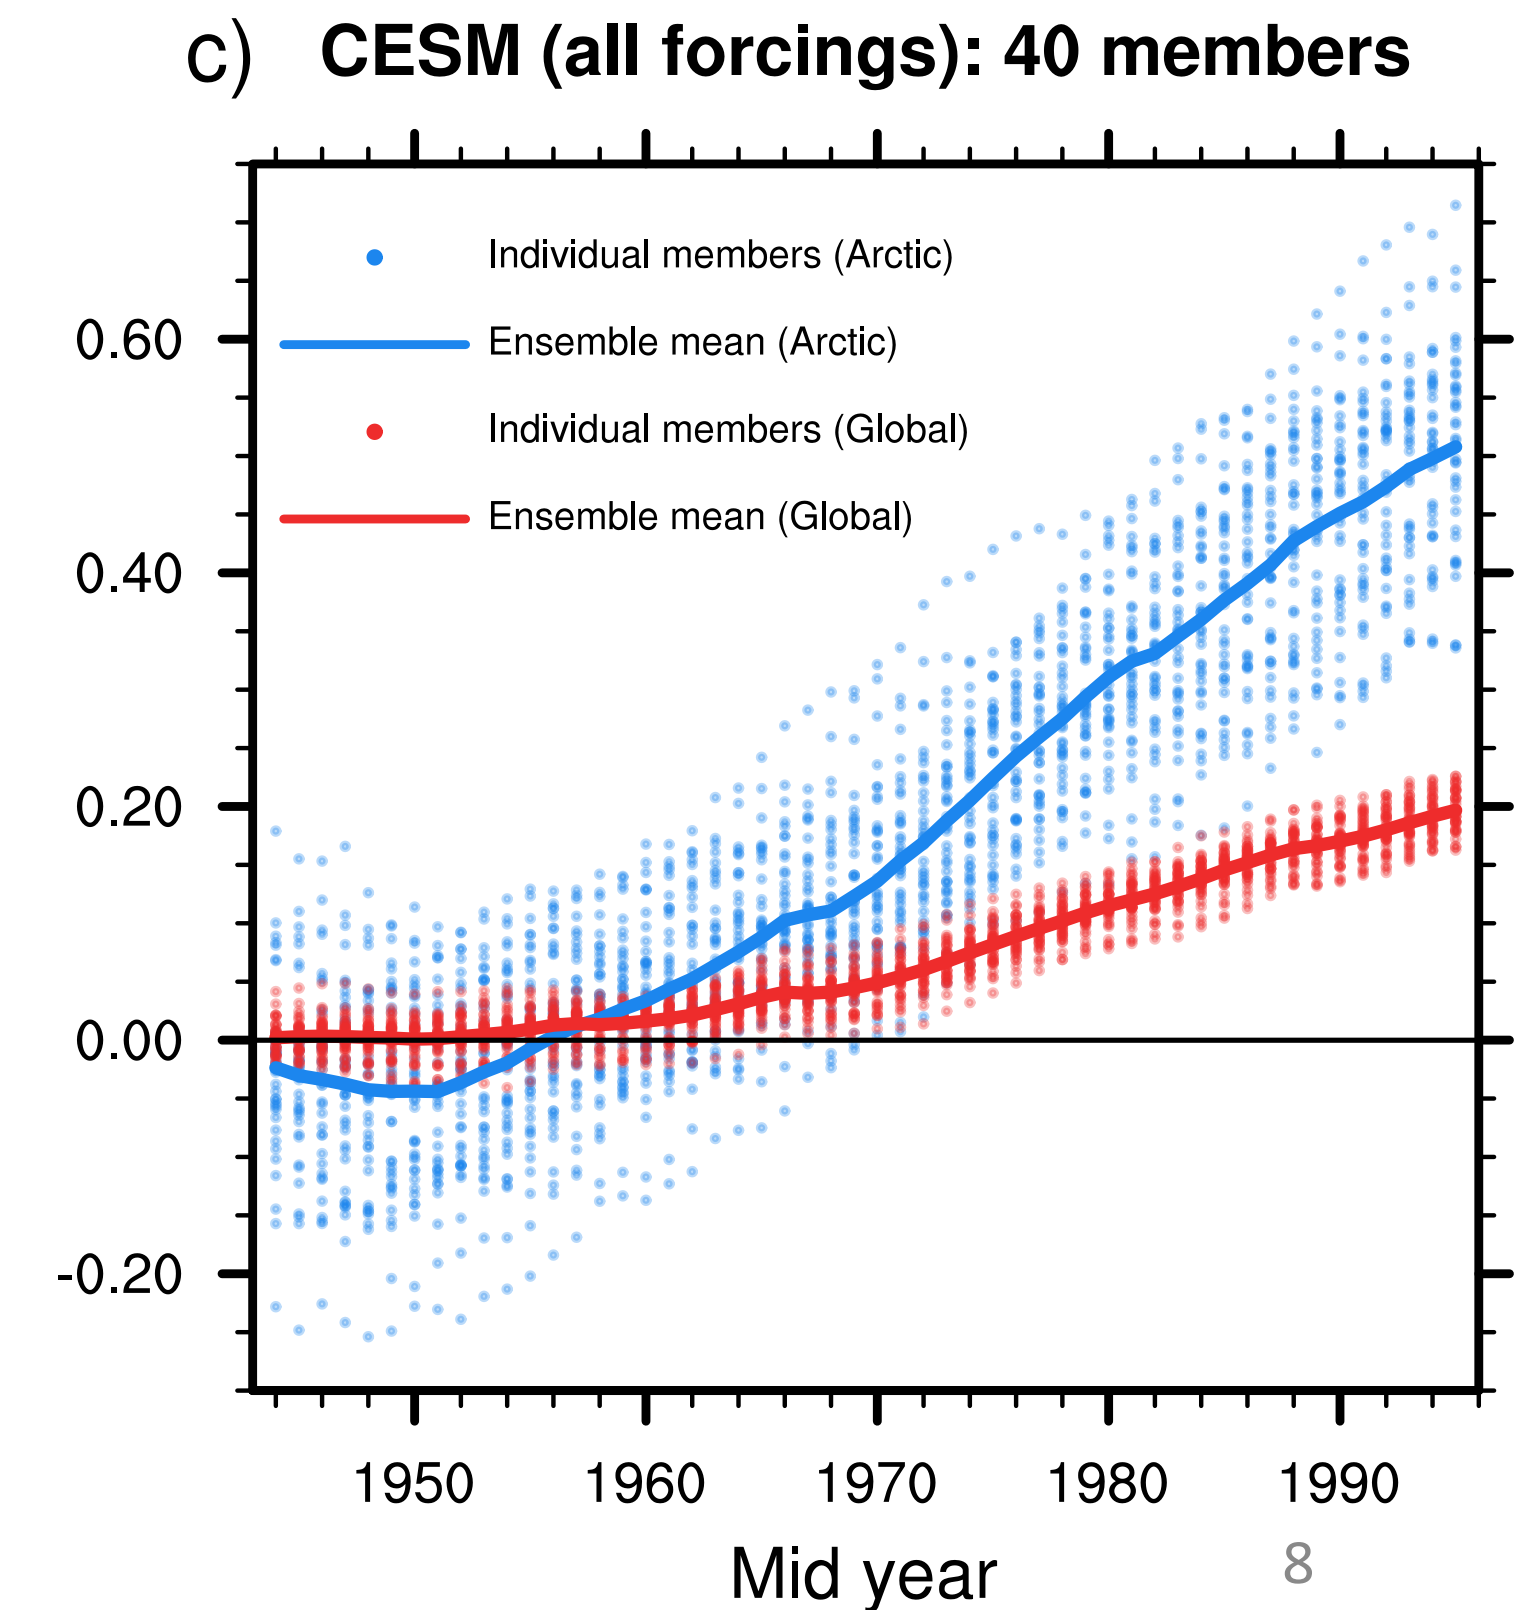 c) CESM (all forcings): 40 members
Individual members (Arctic)
Ensemble mean (Arctic)
Individual members (Global)
Ensemble mean (Global)
0.60
0.40
0.20
0.00
-0.20
1950 1960 1970 1980 1990
Mid year 8